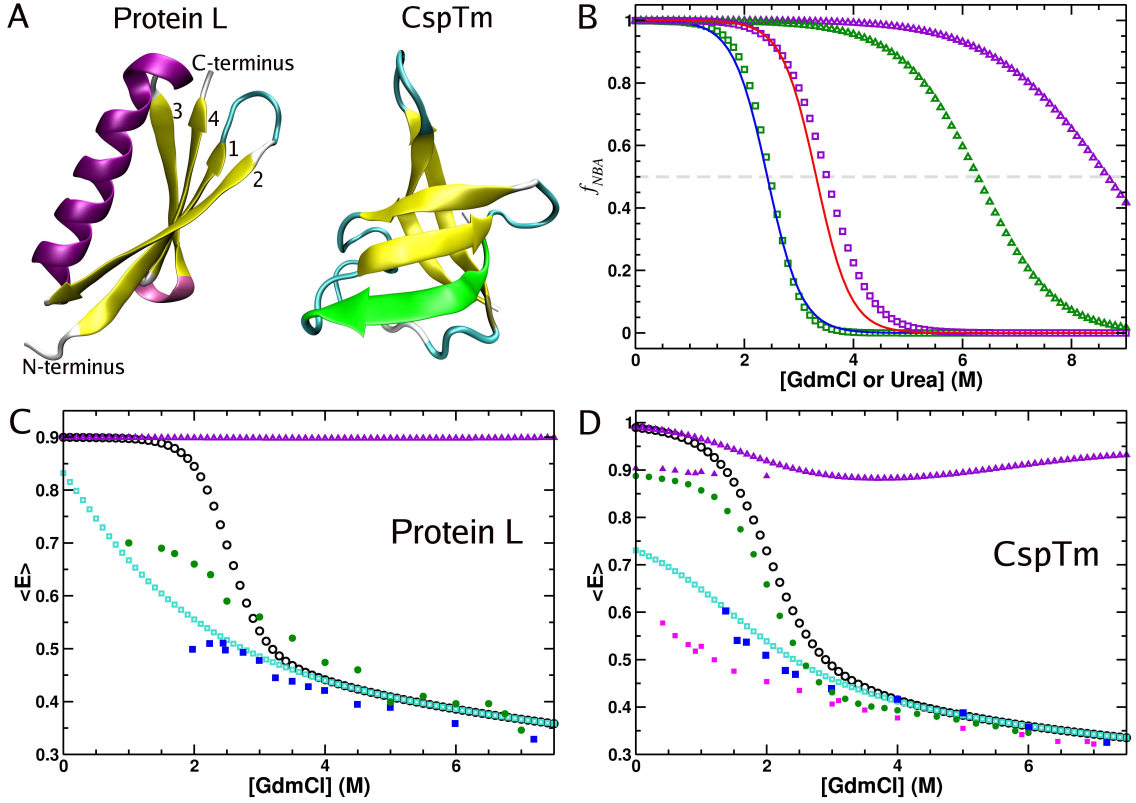 A
Protein L
CspTm
C-terminus
3
4
1
2
N-terminus
B
1
0.8
0.6
0.4
0.2
0
f_NBA
0 2 4 6 8
[GdmCl or Urea] (M)
C
0.9
0.8
0.7
0.6
0.5
0.4
0.3
<E>
Protein L
0 2 4 6
[GdmCl] (M)
D
1
0.9
0.8
0.7
0.6
0.5
0.4
0.3
<E>
CspTm
0 2 4 6
[GdmCl] (M)